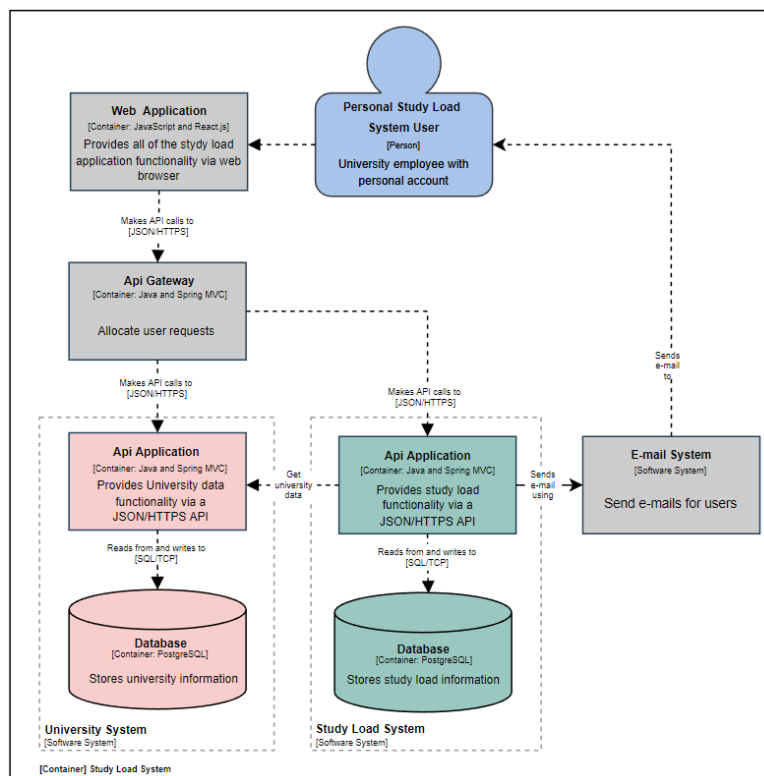 Personal Study Load
System User
[Person]
University employee with
personal account
Web Application
[Container: JavaScript and React.js]
Provides all of the stydy load
application functionality via web
browser
Makes API calls to
[JSON/HTTPS]
Api Gateway
[Container: Java and Spring MVC]
Allocate user requests
Sends
e-mail
to
Makes API calls to
[JSON/HTTPS]
Makes API calls to
[JSON/HTTPS]
Api Application
[Container: Java and Spring MVC]
Provides University data
functionality via a
JSON/HTTPS API
Get
university
data
Api Application
[Container: Java and Spring MVC]
Provides study load
functionality via a
JSON/HTTPS API
Sends
e-mail
using
E-mail System
[Software System]
Send e-mails for users
Reads from and writes to
[SQL/TCP]
Reads from and writes to
[SQL/TCP]
Database
[Container: PostgreSQL]
Stores university information
Database
[Container: PostgreSQL]
Stores study load information
University System
[Software System]
Study Load System
[Software System]
[Container] Study Load System